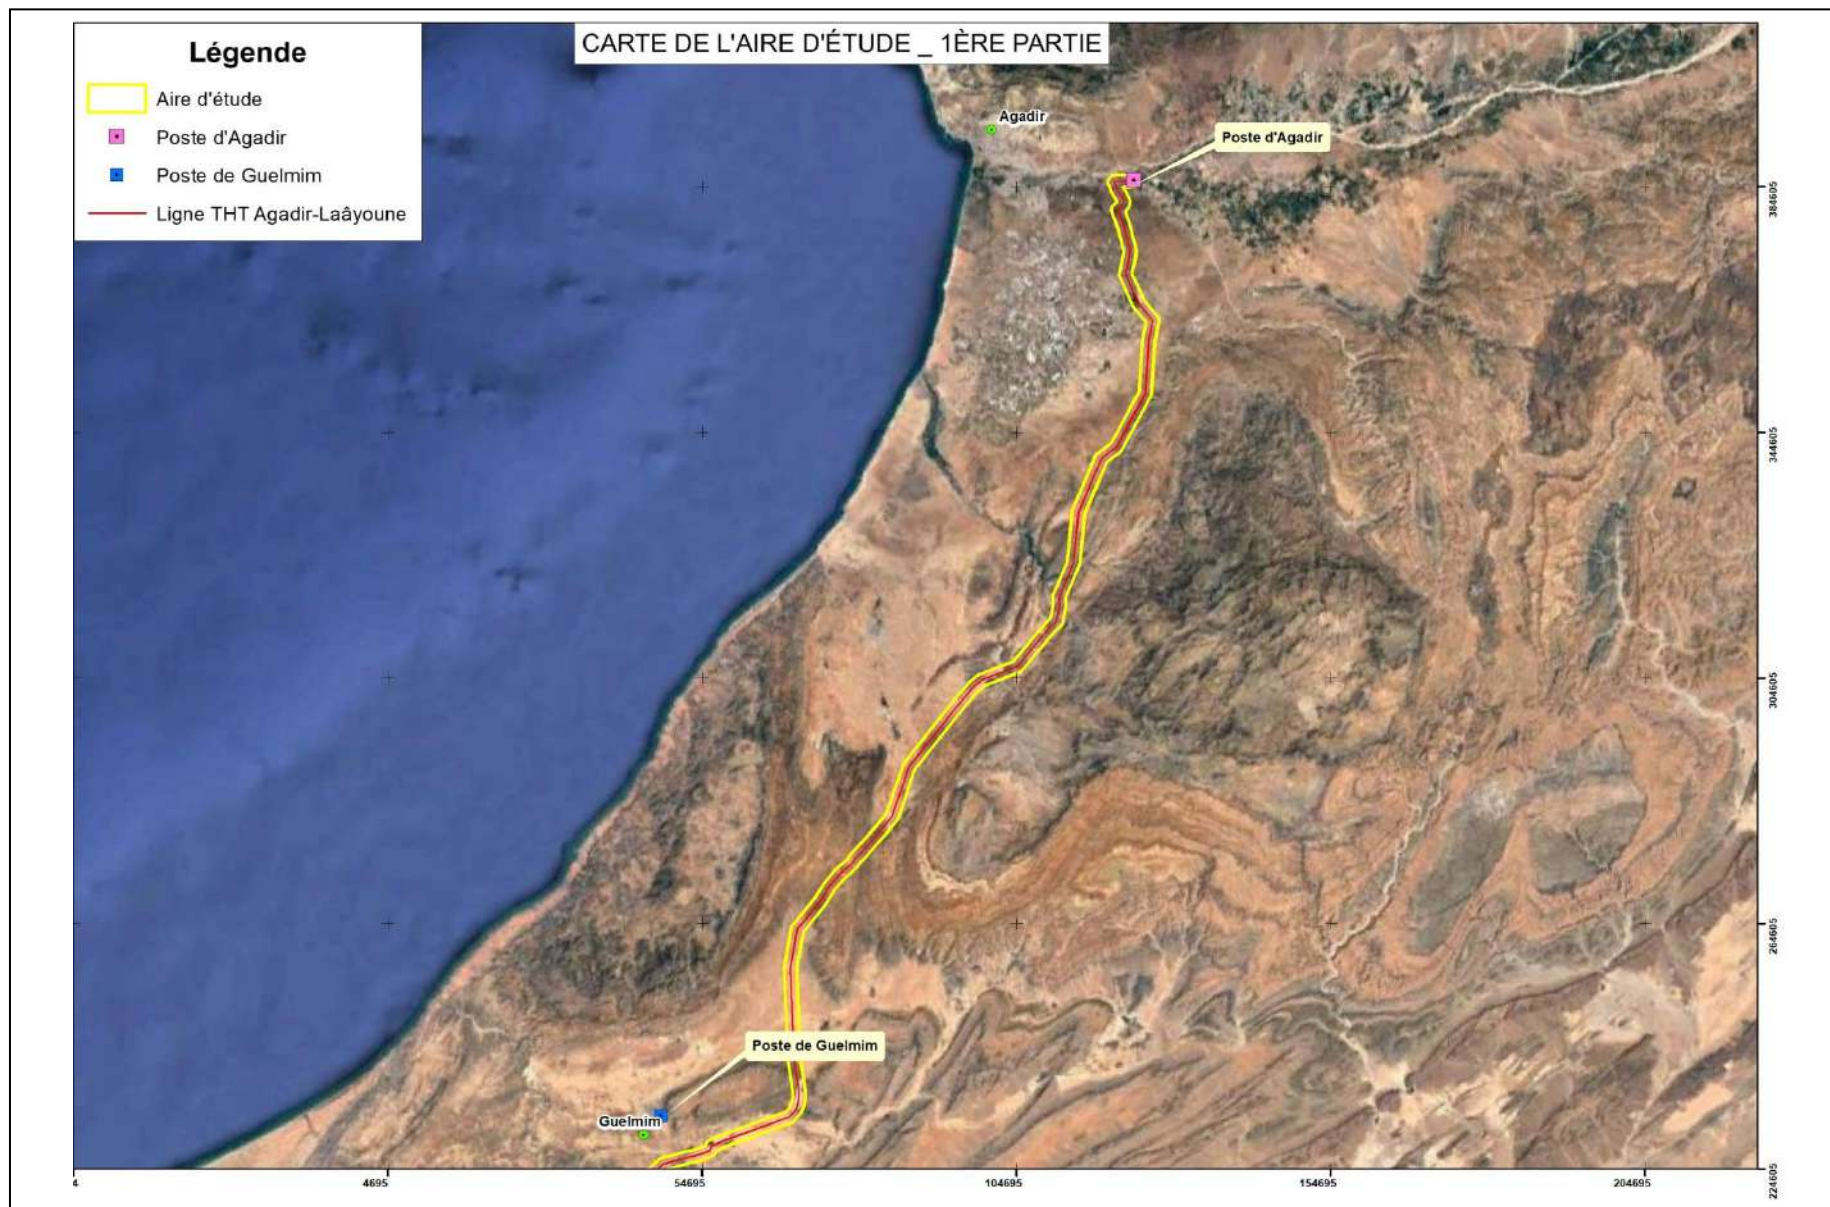 CARTE DE L'AIRE D'ÉTUDE _ 1ÈRE PARTIE
Légende
Aire d'étude
Poste d'Agadir
Poste de Guelmim
Ligne THT Agadir-Laâyoune
Agadir
Poste d'Agadir
Poste de Guelmim
Guelmim
384605
344605
304605
264605
224605
4695
54695
104695
154695
204695